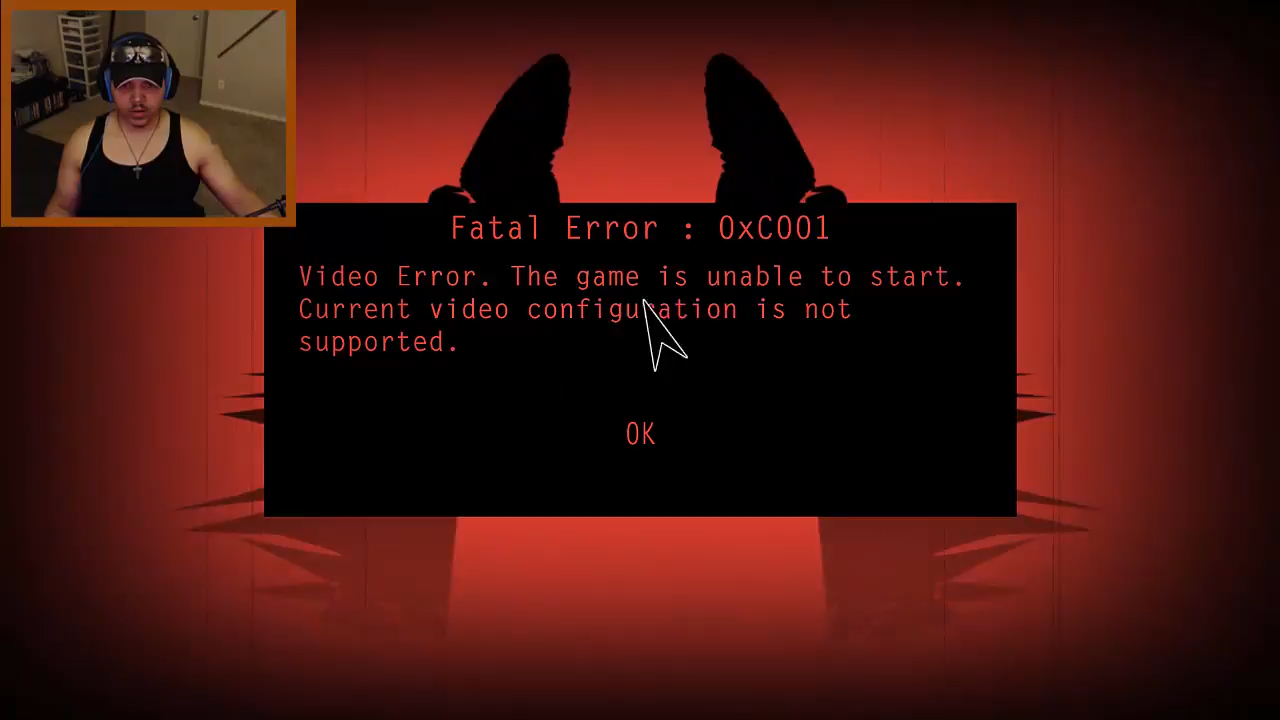 Fatal Error : 0xC001
Video Error. The game is unable to start.
Current video configuration is not
supported.
OK